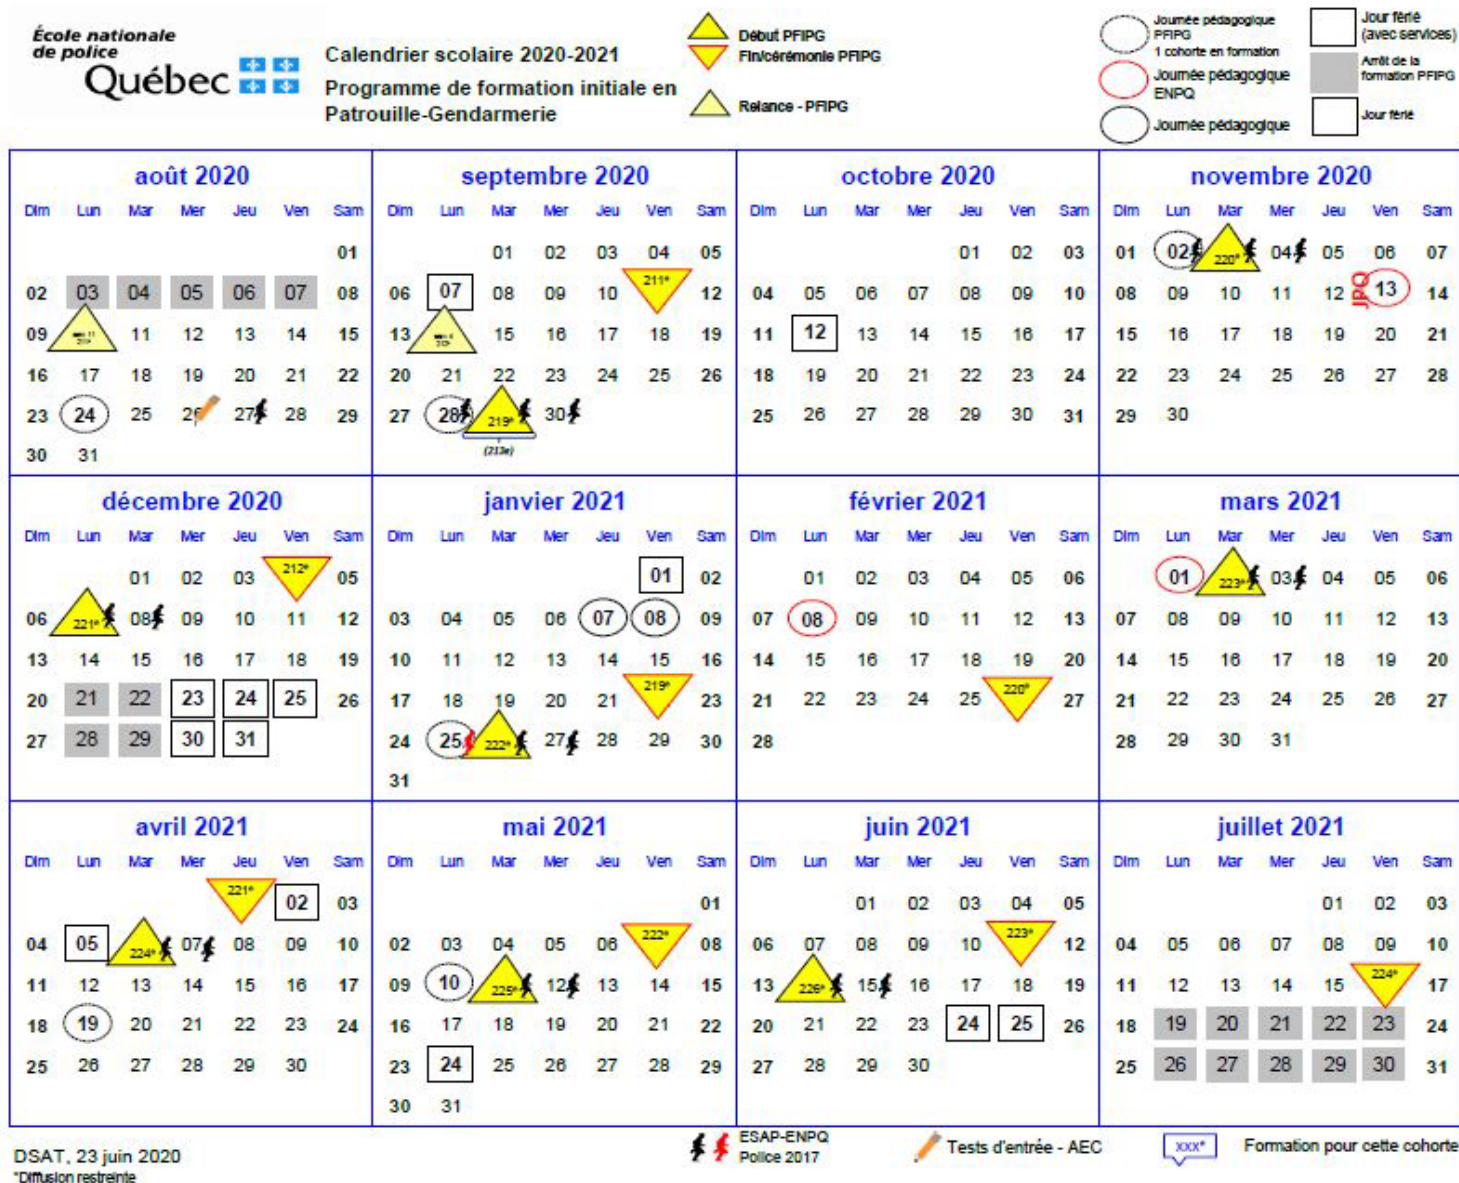 École nationale
de police
Québec
Calendrier scolaire 2020-2021
Programme de formation initiale en
Patrouille-Gendarmerie
Début PFIPG
Fin/cérémonie PFIPG
Relance - PFIPG
Journée pédagogique
PFIPG
1 cohorte en formation
Journée pédagogique
ENPQ
Journée pédagogique
Jour férié
(avec services)
Arrêt de la
formation PFIPG
Jour férié
août 2020
Dim Lun Mar Mer Jeu Ven Sam
01
02 03 04 05 06 07 08
09 11 12 13 14 15
16 17 18 19 20 21 22
23 24 25 26 27 28 29
30 31
septembre 2020
Dim Lun Mar Mer Jeu Ven Sam
01 02 03 04 05
06 07 08 09 10 211* 12
13 15 16 17 18 19
20 21 22 23 24 25 26
27 28 219* 30
(213e)
octobre 2020
Dim Lun Mar Mer Jeu Ven Sam
01 02 03
04 05 06 07 08 09 10
11 12 13 14 15 16 17
18 19 20 21 22 23 24
25 26 27 28 29 30 31
novembre 2020
Dim Lun Mar Mer Jeu Ven Sam
01 02 220* 04 05 06 07
08 09 10 11 12 JPQ 13 14
15 16 17 18 19 20 21
22 23 24 25 26 27 28
29 30
décembre 2020
Dim Lun Mar Mer Jeu Ven Sam
01 02 03 212* 05
06 221* 08 09 10 11 12
13 14 15 16 17 18 19
20 21 22 23 24 25 26
27 28 29 30 31
janvier 2021
Dim Lun Mar Mer Jeu Ven Sam
01 02
03 04 05 06 07 08 09
10 11 12 13 14 15 16
17 18 19 20 21 219* 23
24 25 222* 27 28 29 30
31
février 2021
Dim Lun Mar Mer Jeu Ven Sam
01 02 03 04 05 06
07 08 09 10 11 12 13
14 15 16 17 18 19 20
21 22 23 24 25 220* 27
28
mars 2021
Dim Lun Mar Mer Jeu Ven Sam
01 223* 03 04 05 06
07 08 09 10 11 12 13
14 15 16 17 18 19 20
21 22 23 24 25 26 27
28 29 30 31
avril 2021
Dim Lun Mar Mer Jeu Ven Sam
221* 02 03
04 05 224* 07 08 09 10
11 12 13 14 15 16 17
18 19 20 21 22 23 24
25 26 27 28 29 30
mai 2021
Dim Lun Mar Mer Jeu Ven Sam
01
02 03 04 05 06 222* 08
09 10 225* 12 13 14 15
16 17 18 19 20 21 22
23 24 25 26 27 28 29
30 31
juin 2021
Dim Lun Mar Mer Jeu Ven Sam
01 02 03 04 05
06 07 08 09 10 223* 12
13 226* 15 16 17 18 19
20 21 22 23 24 25 26
27 28 29 30
juillet 2021
Dim Lun Mar Mer Jeu Ven Sam
01 02 03
04 05 06 07 08 09 10
11 12 13 14 15 224* 17
18 19 20 21 22 23 24
25 26 27 28 29 30 31
DSAT, 23 juin 2020
*Diffusion restreinte
ESAP-ENPQ
Police 2017
Tests d'entrée - AEC
xxx*
Formation pour cette cohorte